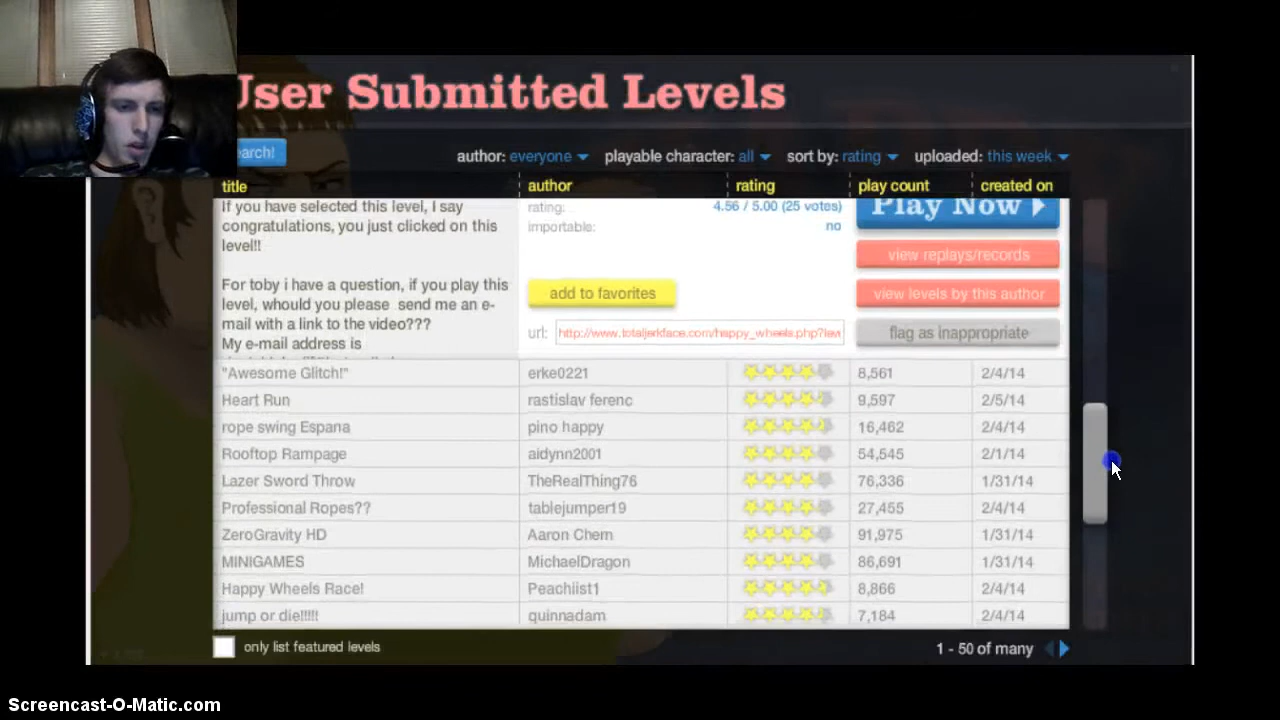 User Submitted Levels
earch!
author: everyone playable character: all sort by: rating uploaded: this week
title author rating play count created on
If you have selected this level, I say
congratulations, you just clicked on this
level!!
For toby i have a question, if you play this
level, whould you please send me an e-
mail with a link to the video???
My e-mail address is
rating: 4.56 / 5.00 (25 votes)
importable: no
add to favorites
url: http://www.totaljerkface.com/happy_wheels.php?lev
Play Now
view replays/records
view levels by this author
flag as inappropriate
"Awesome Glitch!" erke0221 8,561 2/4/14
Heart Run rastislav ferenc 9,597 2/5/14
rope swing Espana pino happy 16,462 2/4/14
Rooftop Rampage aidynn2001 54,545 2/1/14
Lazer Sword Throw TheRealThing76 76,336 1/31/14
Professional Ropes?? tablejumper19 27,455 2/4/14
ZeroGravity HD Aaron Chem 91,975 1/31/14
MINIGAMES MichaelDragon 86,691 1/31/14
Happy Wheels Race! Peachiist1 8,866 2/4/14
jump or die!!!!! quinnadam 7,184 2/4/14
only list featured levels 1 - 50 of many
Screencast-O-Matic.com